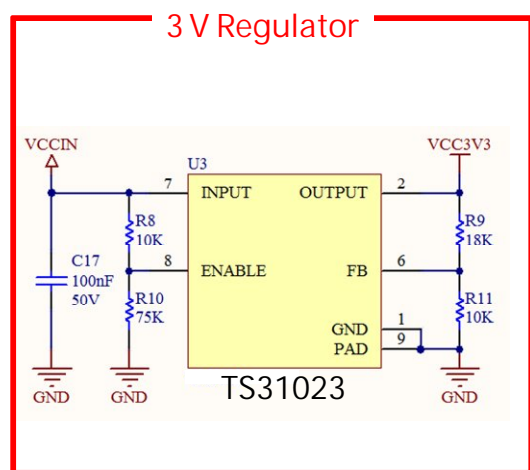 3 V Regulator
VCCIN
VCC3V3
U3
7
INPUT
OUTPUT
2
R8
10K
R9
18K
C17
100nF
50V
8
ENABLE
FB
6
R10
75K
R11
10K
GND
1
PAD
9
TS31023
GND
GND
GND